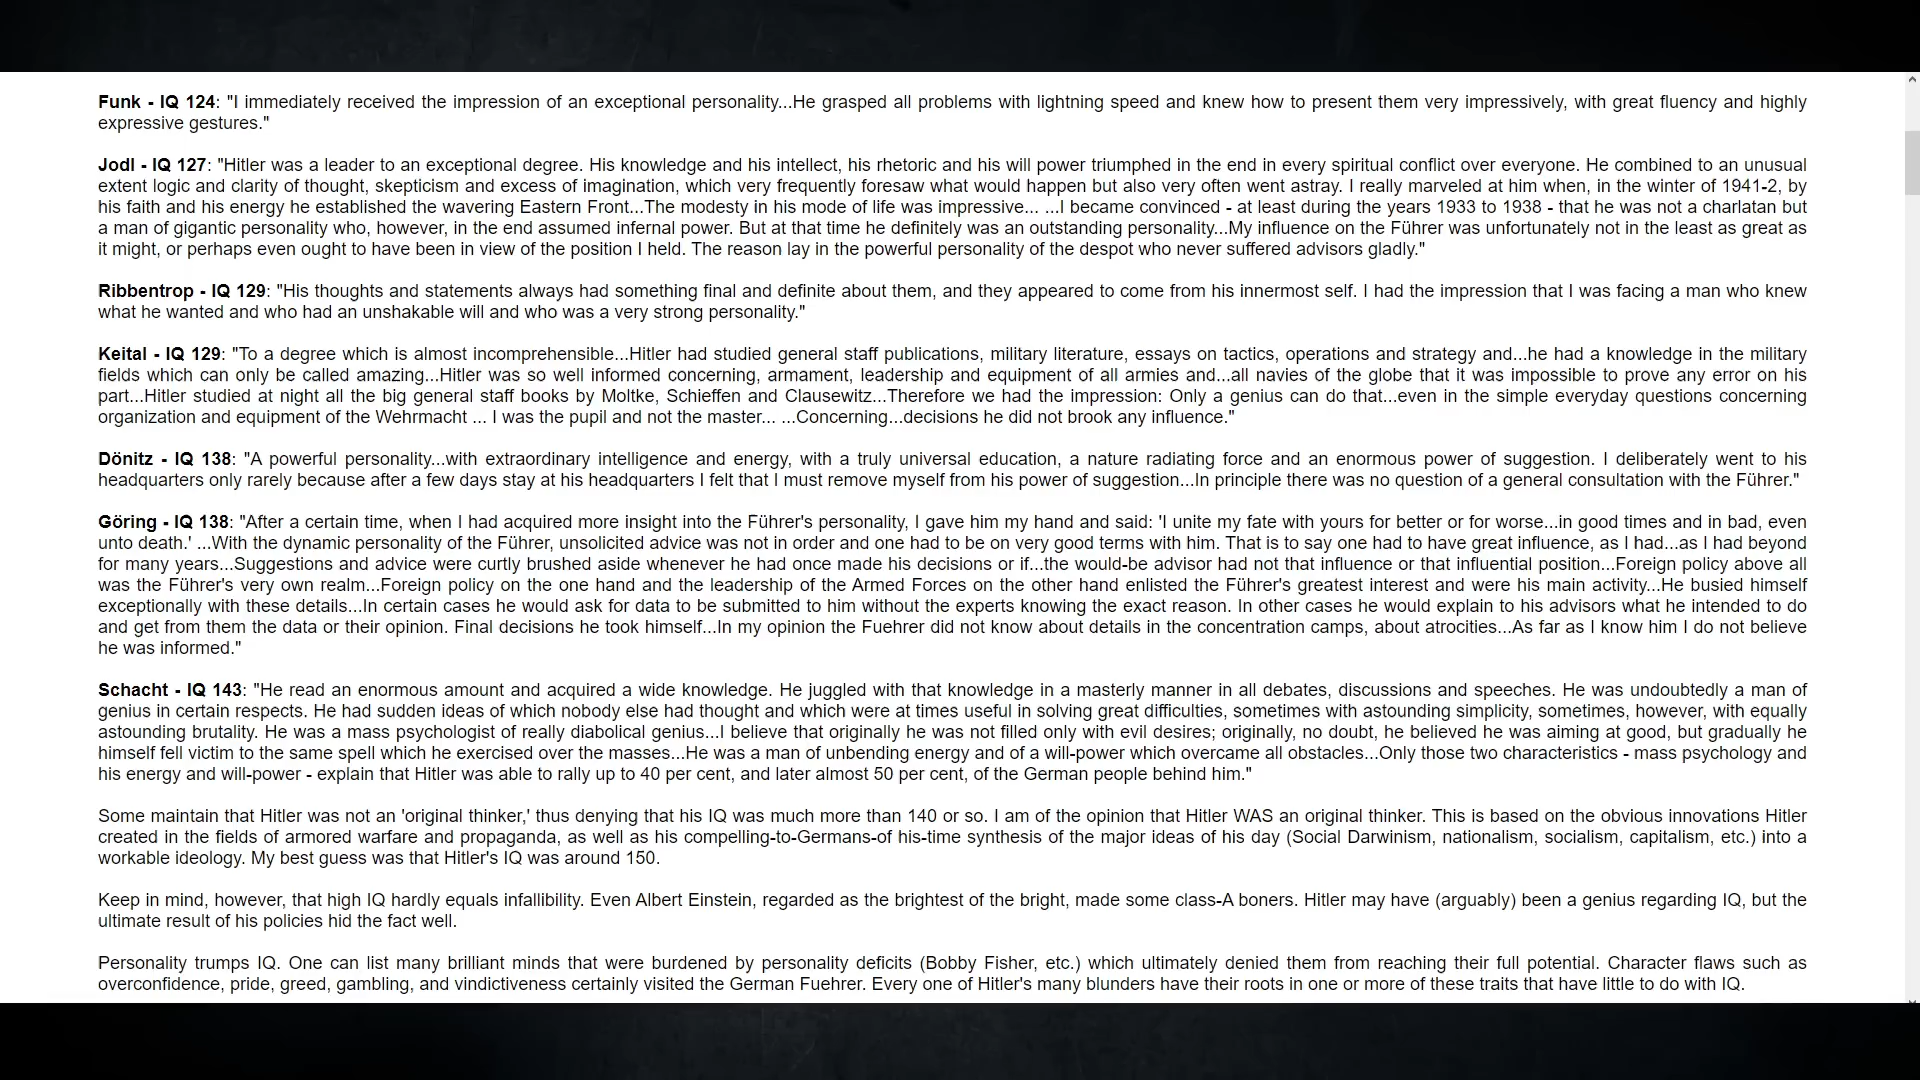 Funk - IQ 124: "I immediately received the impression of an exceptional personality...He grasped all problems with lightning speed and knew how to present them very impressively, with great fluency and highly
expressive gestures."
Jodl - IQ 127: "Hitler was a leader to an exceptional degree. His knowledge and his intellect, his rhetoric and his will power triumphed in the end in every spiritual conflict over everyone. He combined to an unusual
extent logic and clarity of thought, skepticism and excess of imagination, which very frequently foresaw what would happen but also very often went astray. I really marveled at him when, in the winter of 1941-2, by
his faith and his energy he established the wavering Eastern Front...The modesty in his mode of life was impressive... ...I became convinced - at least during the years 1933 to 1938 - that he was not a charlatan but
a man of gigantic personality who, however, in the end assumed infernal power. But at that time he definitely was an outstanding personality...My influence on the Führer was unfortunately not in the least as great as
it might, or perhaps even ought to have been in view of the position I held. The reason lay in the powerful personality of the despot who never suffered advisors gladly."
Ribbentrop - IQ 129: "His thoughts and statements always had something final and definite about them, and they appeared to come from his innermost self. I had the impression that I was facing a man who knew
what he wanted and who had an unshakable will and who was a very strong personality."
Keital - IQ 129: "To a degree which is almost incomprehensible...Hitler had studied general staff publications, military literature, essays on tactics, operations and strategy and...he had a knowledge in the military
fields which can only be called amazing...Hitler was so well informed concerning, armament, leadership and equipment of all armies and...all navies of the globe that it was impossible to prove any error on his
part...Hitler studied at night all the big general staff books by Moltke, Schieffen and Clausewitz...Therefore we had the impression: Only a genius can do that...even in the simple everyday questions concerning
organization and equipment of the Wehrmacht ... I was the pupil and not the master... ...Concerning...decisions he did not brook any influence."
Dönitz - IQ 138: "A powerful personality...with extraordinary intelligence and energy, with a truly universal education, a nature radiating force and an enormous power of suggestion. I deliberately went to his
headquarters only rarely because after a few days stay at his headquarters I felt that I must remove myself from his power of suggestion...In principle there was no question of a general consultation with the Führer."
Göring - IQ 138: "After a certain time, when I had acquired more insight into the Führer's personality, I gave him my hand and said: 'I unite my fate with yours for better or for worse...in good times and in bad, even
unto death.' ...With the dynamic personality of the Führer, unsolicited advice was not in order and one had to be on very good terms with him. That is to say one had to have great influence, as I had...as I had beyond
for many years...Suggestions and advice were curtly brushed aside whenever he had once made his decisions or if...the would-be advisor had not that influence or that influential position...Foreign policy above all
was the Führer's very own realm...Foreign policy on the one hand and the leadership of the Armed Forces on the other hand enlisted the Führer's greatest interest and were his main activity...He busied himself
exceptionally with these details...In certain cases he would ask for data to be submitted to him without the experts knowing the exact reason. In other cases he would explain to his advisors what he intended to do
and get from them the data or their opinion. Final decisions he took himself...In my opinion the Fuehrer did not know about details in the concentration camps, about atrocities...As far as I know him I do not believe
he was informed."
Schacht - IQ 143: "He read an enormous amount and acquired a wide knowledge. He juggled with that knowledge in a masterly manner in all debates, discussions and speeches. He was undoubtedly a man of
genius in certain respects. He had sudden ideas of which nobody else had thought and which were at times useful in solving great difficulties, sometimes with astounding simplicity, sometimes, however, with equally
astounding brutality. He was a mass psychologist of really diabolical genius...I believe that originally he was not filled only with evil desires; originally, no doubt, he believed he was aiming at good, but gradually he
himself fell victim to the same spell which he exercised over the masses...He was a man of unbending energy and of a will-power which overcame all obstacles...Only those two characteristics - mass psychology and
his energy and will-power - explain that Hitler was able to rally up to 40 per cent, and later almost 50 per cent, of the German people behind him."
Some maintain that Hitler was not an 'original thinker,' thus denying that his IQ was much more than 140 or so. I am of the opinion that Hitler WAS an original thinker. This is based on the obvious innovations Hitler
created in the fields of armored warfare and propaganda, as well as his compelling-to-Germans-of his-time synthesis of the major ideas of his day (Social Darwinism, nationalism, socialism, capitalism, etc.) into a
workable ideology. My best guess was that Hitler's IQ was around 150.
Keep in mind, however, that high IQ hardly equals infallibility. Even Albert Einstein, regarded as the brightest of the bright, made some class-A boners. Hitler may have (arguably) been a genius regarding IQ, but the
ultimate result of his policies hid the fact well.
Personality trumps IQ. One can list many brilliant minds that were burdened by personality deficits (Bobby Fisher, etc.) which ultimately denied them from reaching their full potential. Character flaws such as
overconfidence, pride, greed, gambling, and vindictiveness certainly visited the German Fuehrer. Every one of Hitler's many blunders have their roots in one or more of these traits that have little to do with IQ.